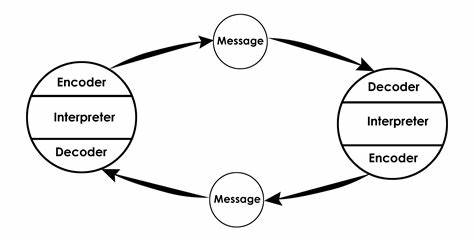 Message
Encoder
Interpreter
Decoder
Decoder
Interpreter
Encoder
Message